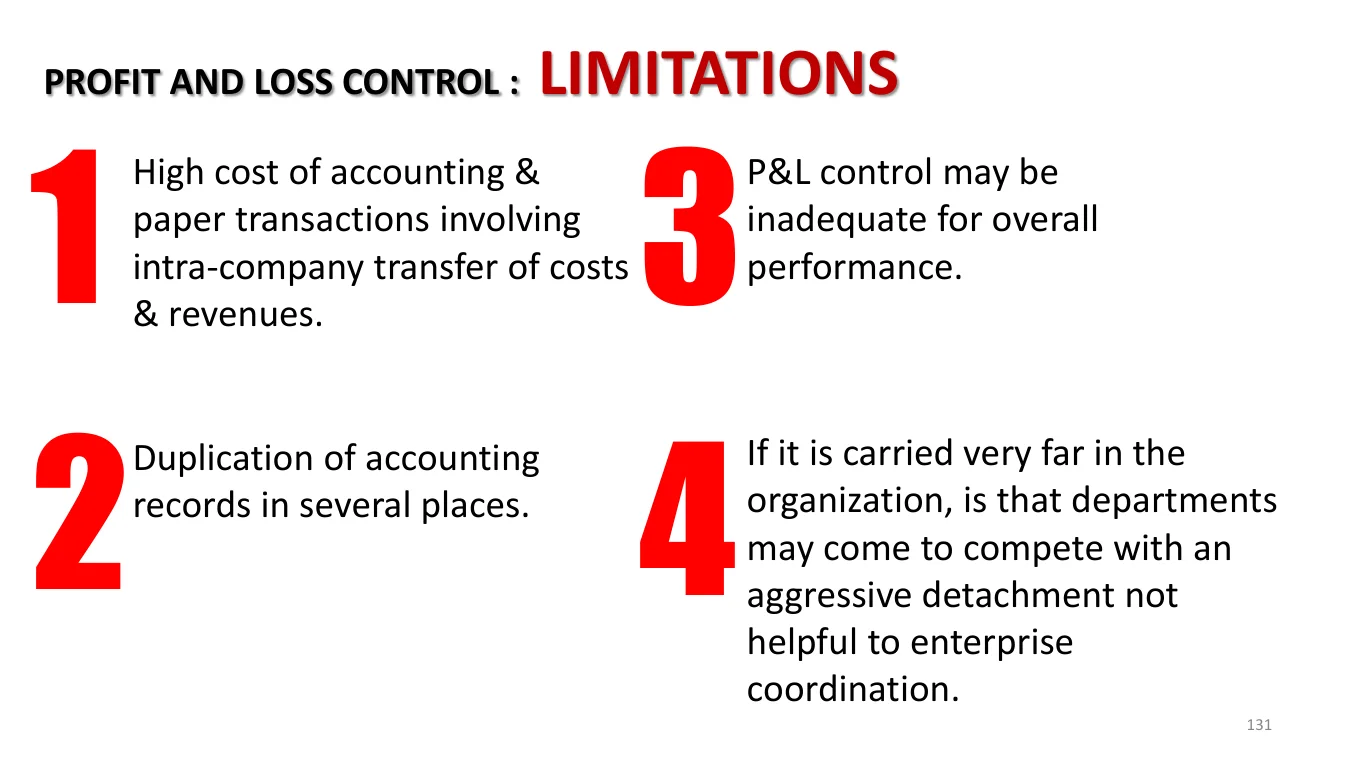 PROFIT AND LOSS CONTROL : LIMITATIONS
1
High cost of accounting &
paper transactions involving
intra-company transfer of costs
& revenues.
2
Duplication of accounting
records in several places.
3
P&L control may be
inadequate for overall
performance.
4
If it is carried very far in the
organization, is that departments
may come to compete with an
aggressive detachment not
helpful to enterprise
coordination.
131